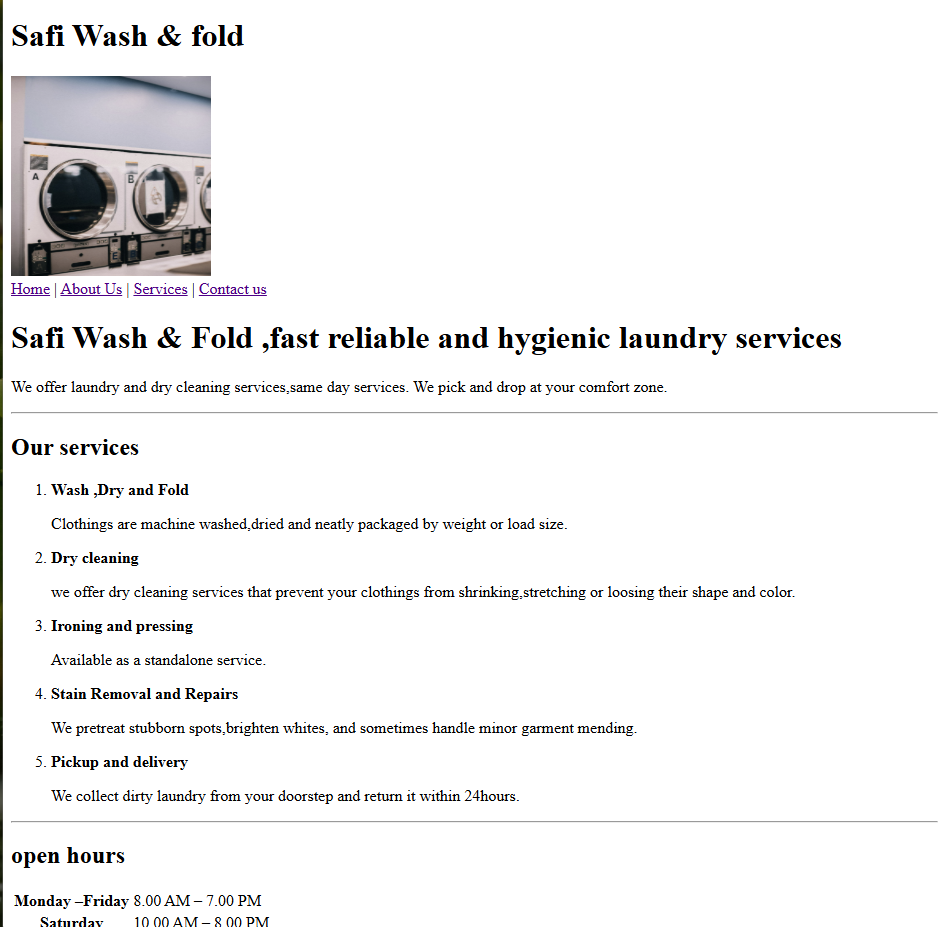 Safi Wash & fold
A
B
C
E
Home | About Us | Services | Contact us
Safi Wash & Fold ,fast reliable and hygienic laundry services
We offer laundry and dry cleaning services,same day services. We pick and drop at your comfort zone.
Our services
1. Wash ,Dry and Fold
Clothings are machine washed,dried and neatly packaged by weight or load size.
2. Dry cleaning
we offer dry cleaning services that prevent your clothings from shrinking,stretching or loosing their shape and color.
3. Ironing and pressing
Available as a standalone service.
4. Stain Removal and Repairs
We pretreat stubborn spots,brighten whites, and sometimes handle minor garment mending.
5. Pickup and delivery
We collect dirty laundry from your doorstep and return it within 24hours.
open hours
Monday –Friday 8.00 AM – 7.00 PM
Saturday 10.00 AM – 8.00 PM